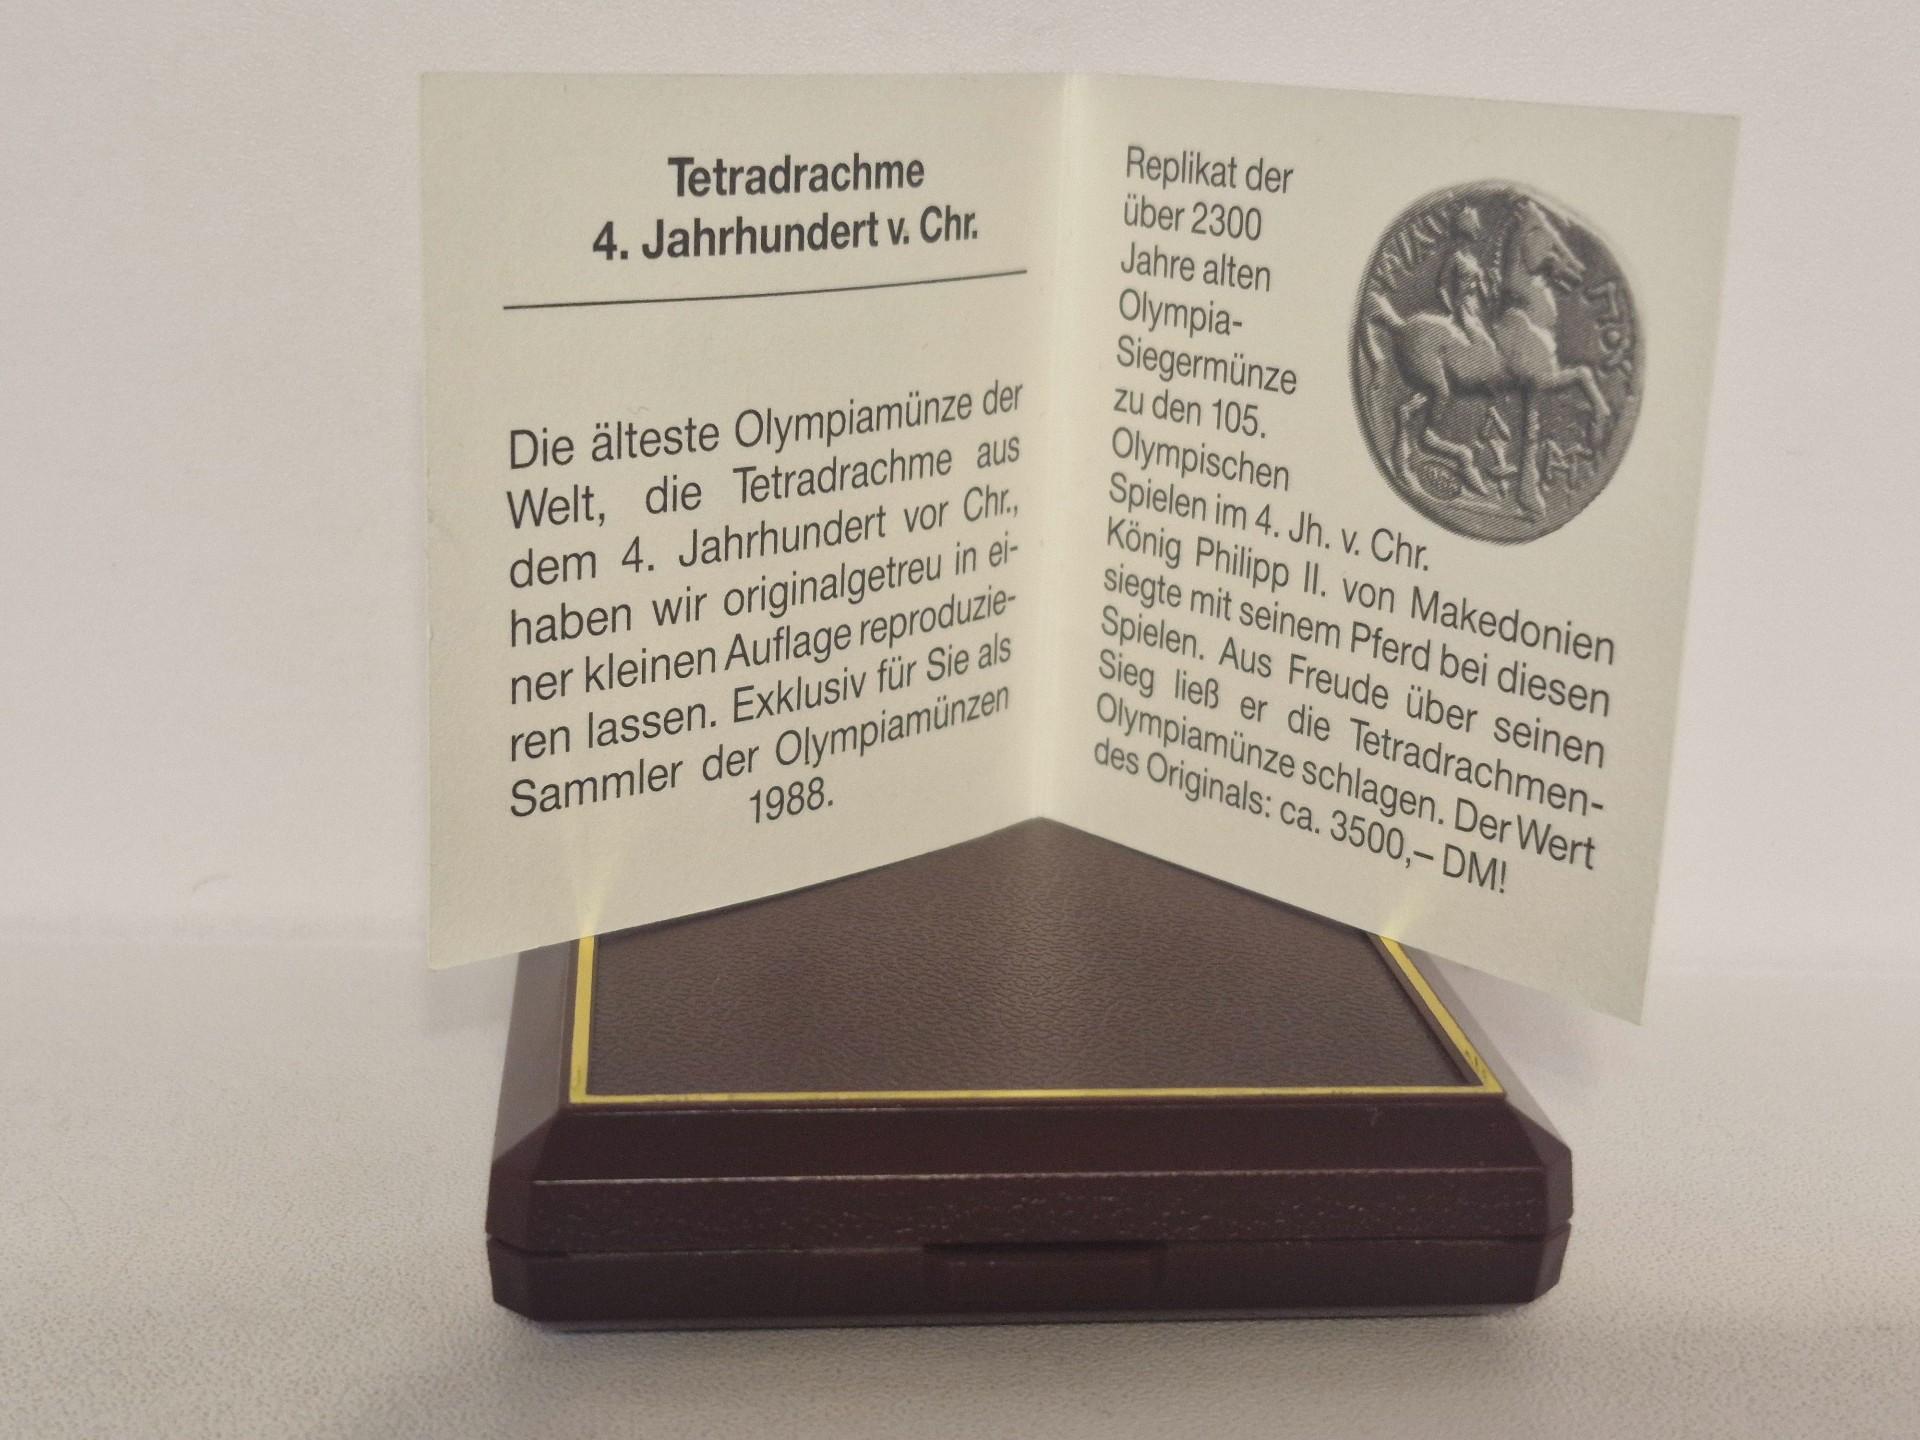 Tetradrachme
4. Jahrhundert v. Chr.
Die älteste Olympiamünze der
Welt, die Tetradrachme aus
dem 4. Jahrhundert vor Chr.,
haben wir originalgetreu in ei-
ner kleinen Auflage reproduzie-
ren lassen. Exklusiv für Sie als
Sammler der Olympiamünzen
1988.
Replikat der
über 2300
Jahre alten
Olympia-
Siegermünze
zu den 105.
Olympischen
Spielen im 4. Jh. v. Chr.
König Philipp II. von Makedonien
siegte mit seinem Pferd bei diesen
Spielen. Aus Freude über seinen
Sieg ließ er die Tetradrachmen-
Olympiamünze schlagen. Der Wert
des Originals: ca. 3500,– DM!